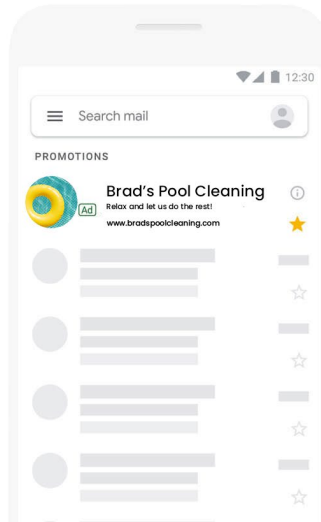 12:30
Search mail
PROMOTIONS
Brad's Pool Cleaning
Ad
Relax and let us do the rest!
www.bradspoolcleaning.com